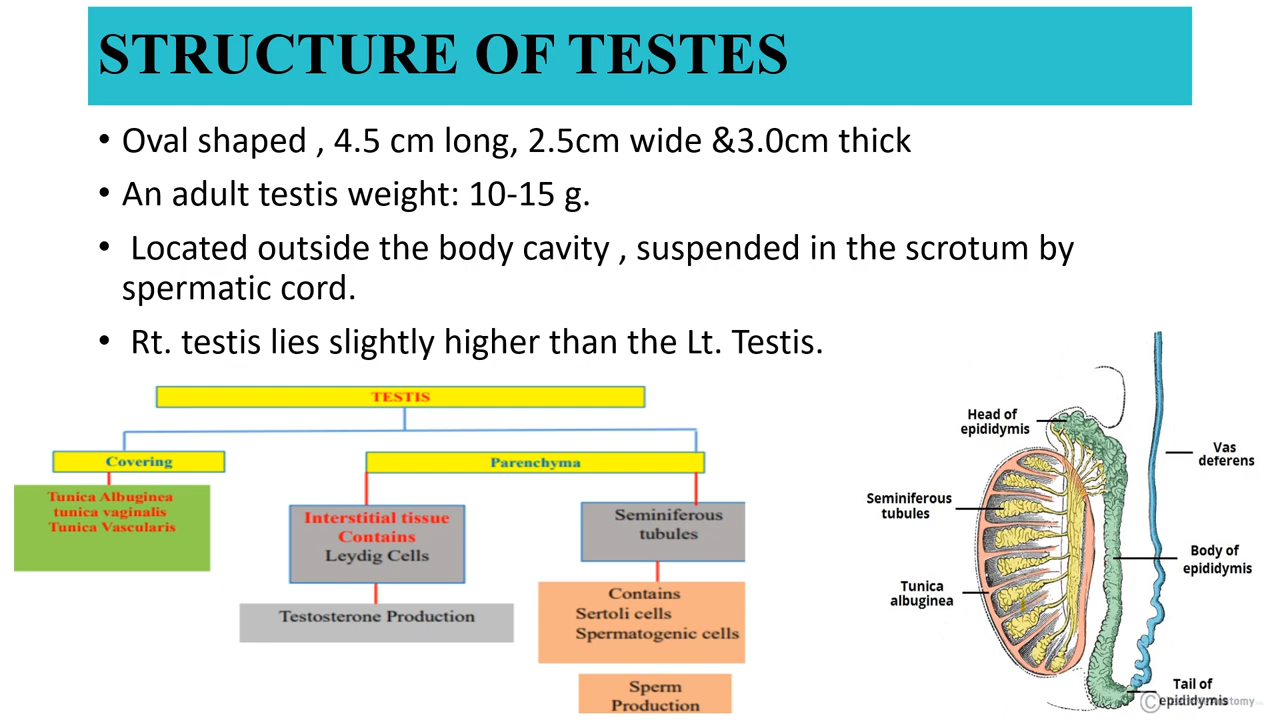 STRUCTURE OF TESTES
• Oval shaped , 4.5 cm long, 2.5cm wide &3.0cm thick
• An adult testis weight: 10-15 g.
• Located outside the body cavity , suspended in the scrotum by
spermatic cord.
• Rt. testis lies slightly higher than the Lt. Testis.
TESTIS
Covering
Parenchyma
Tunica Albuginea
tunica vaginalis
Tunica Vascularis
Interstitial tissue
Contains
Leydig Cells
Testosterone Production
Seminiferous
tubules
Contains
Sertoli cells
Spermatogenic cells
Sperm
Production
Head of
epididymis
Vas
deferens
Seminiferous
tubules
Body of
epididymis
Tunica
albuginea
Tail of
epididymis